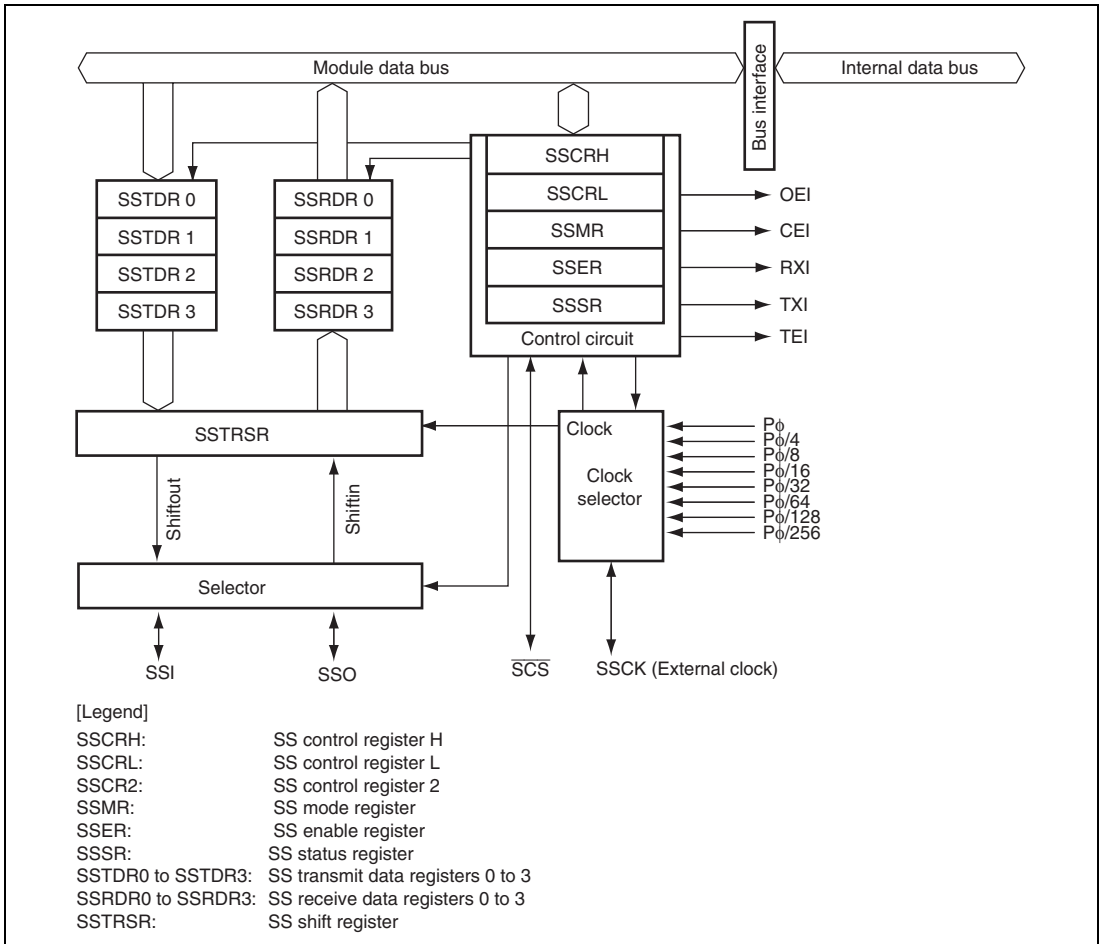 Module data bus
Bus interface
Internal data bus
SSCRH
SSCRL
SSMR
SSER
SSSR
Control circuit
SSTDR 0
SSTDR 1
SSTDR 2
SSTDR 3
SSRDR 0
SSRDR 1
SSRDR 2
SSRDR 3
OEI
CEI
RXI
TXI
TEI
SSTRSR
Clock
Clock
selector
Pϕ
Pϕ/4
Pϕ/8
Pϕ/16
Pϕ/32
Pϕ/64
Pϕ/128
Pϕ/256
Shiftout
Shiftin
Selector
SSI
SSO
SCS
SSCK (External clock)
[Legend]
SSCRH: SS control register H
SSCRL: SS control register L
SSCR2: SS control register 2
SSMR: SS mode register
SSER: SS enable register
SSSR: SS status register
SSTDR0 to SSTDR3: SS transmit data registers 0 to 3
SSRDR0 to SSRDR3: SS receive data registers 0 to 3
SSTRSR: SS shift register